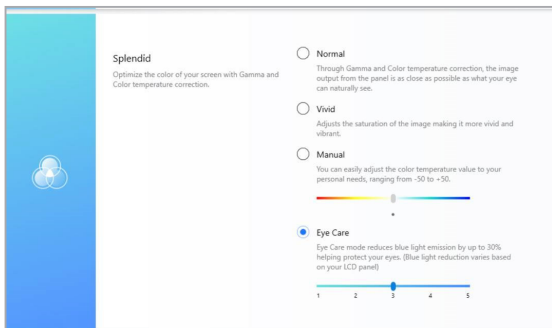 Splendid
Optimize the color of your screen with Gamma and
Color temperature correction.
Normal
Through Gamma and Color temperature correction, the image
output from the panel is as close as possible as what your eye
can naturally see.
Vivid
Adjusts the saturation of the image making it more vivid and
vibrant.
Manual
You can easily adjust the color temperature value to your
personal needs, ranging from -50 to +50.
Eye Care
Eye Care mode reduces blue light emission by up to 30%
helping protect your eyes. (Blue light reduction varies based
on your LCD panel)
1 2 3 4 5